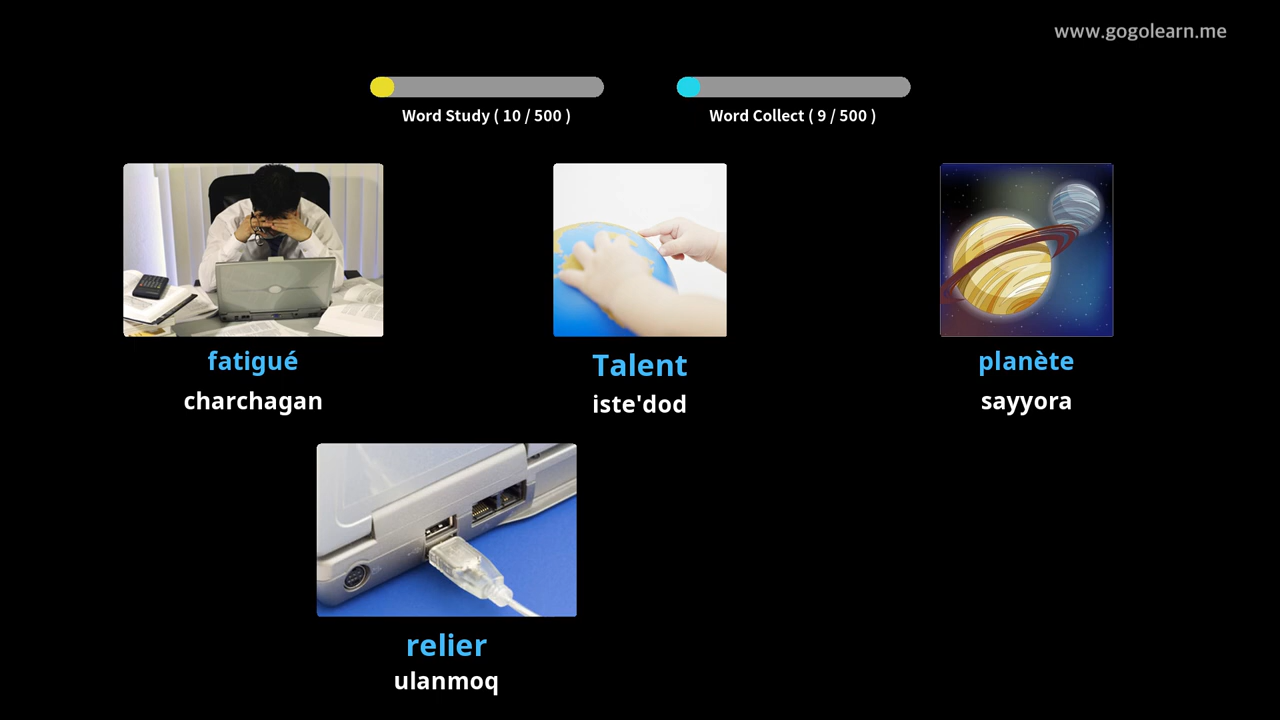 www.gogolearn.me
Word Study ( 10 / 500 )
Word Collect ( 9 / 500 )
fatigué
charchagan
Talent
iste'dod
planète
sayyora
relier
ulanmoq